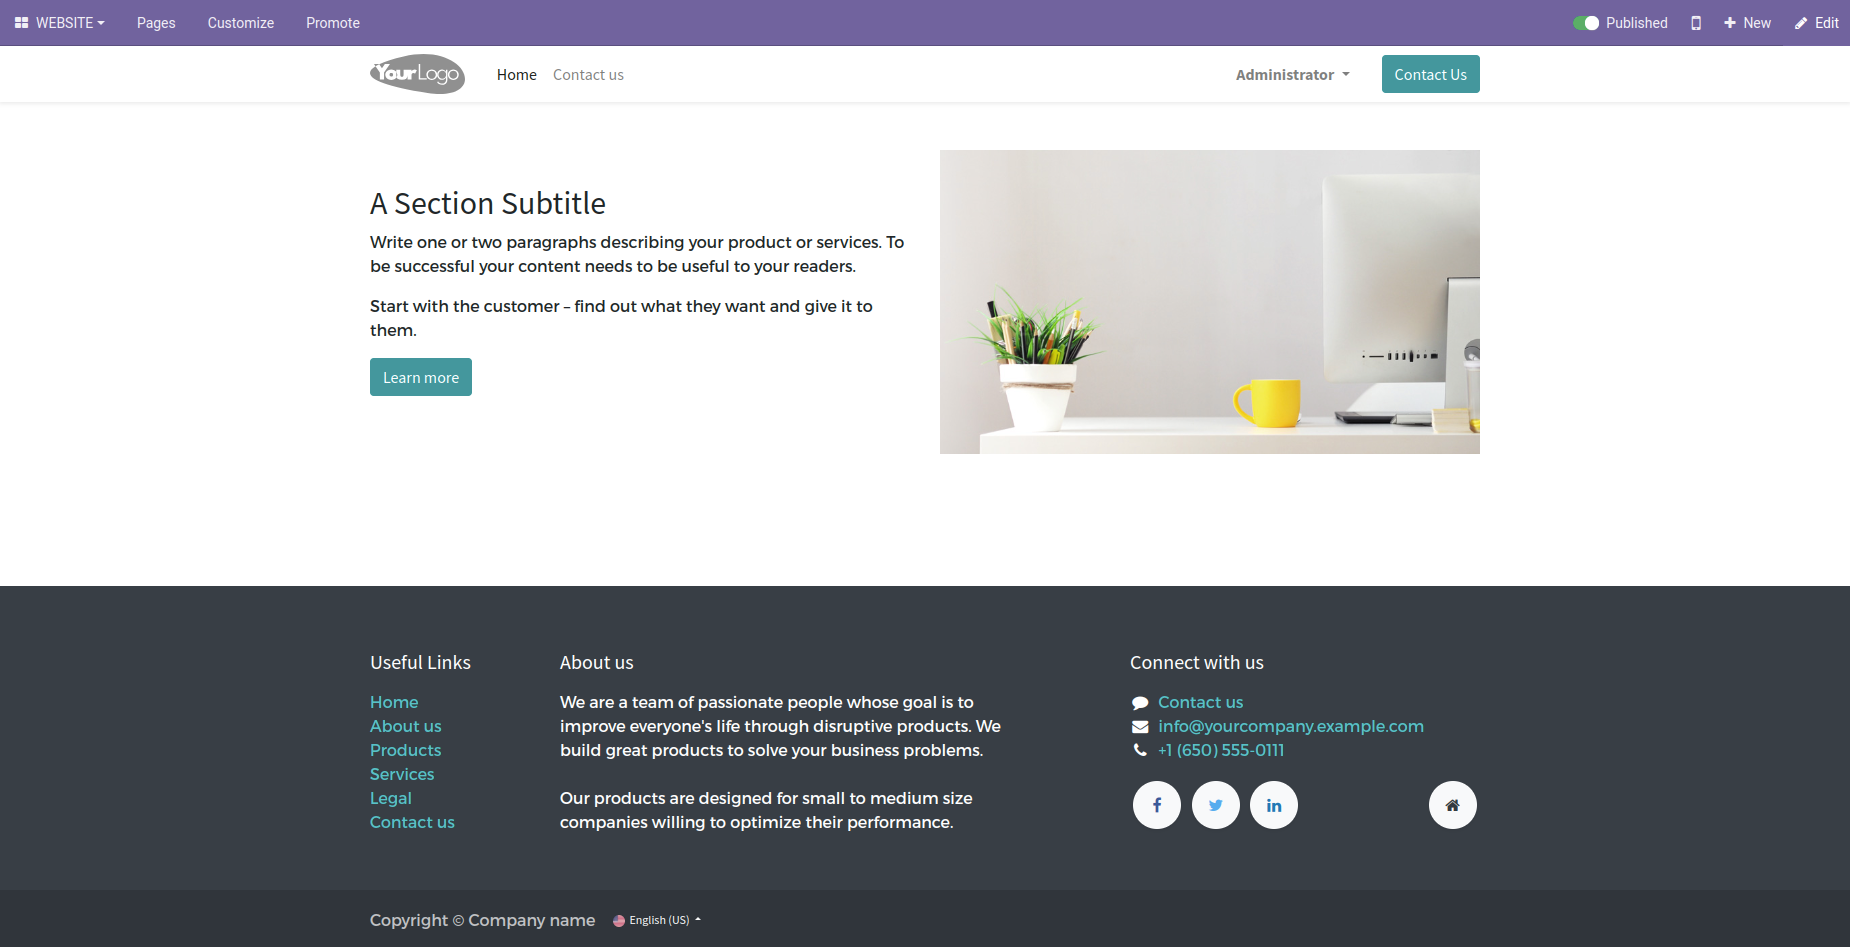 WEBSITE Pages Customize Promote Published New Edit
YourLogo Home Contact us Administrator Contact Us
A Section Subtitle
Write one or two paragraphs describing your product or services. To
be successful your content needs to be useful to your readers.
Start with the customer – find out what they want and give it to
them.
Learn more
Useful Links
Home
About us
Products
Services
Legal
Contact us
About us
We are a team of passionate people whose goal is to
improve everyone's life through disruptive products. We
build great products to solve your business problems.
Our products are designed for small to medium size
companies willing to optimize their performance.
Connect with us
Contact us
info@yourcompany.example.com
+1 (650) 555-0111
Copyright © Company name English (US)